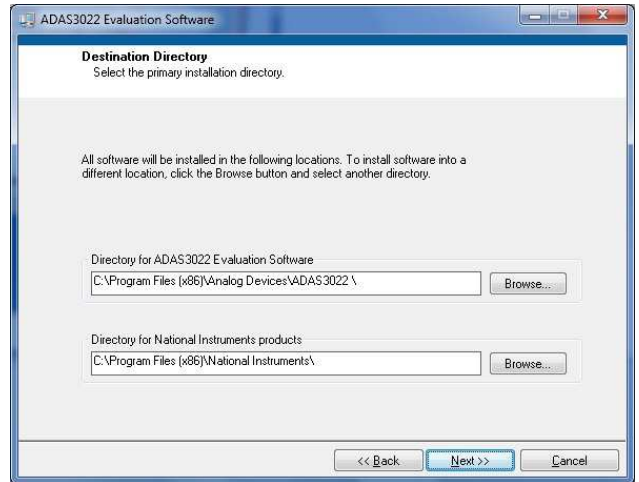 ADAS3022 Evaluation Software
Destination Directory
Select the primary installation directory.
All software will be installed in the following locations. To install software into a
different location, click the Browse button and select another directory.
Directory for ADAS3022 Evaluation Software
C:\Program Files (x86)\Analog Devices\ADAS3022 \
Browse...
Directory for National Instruments products
C:\Program Files (x86)\National Instruments\
Browse...
<< Back
Next >>
Cancel